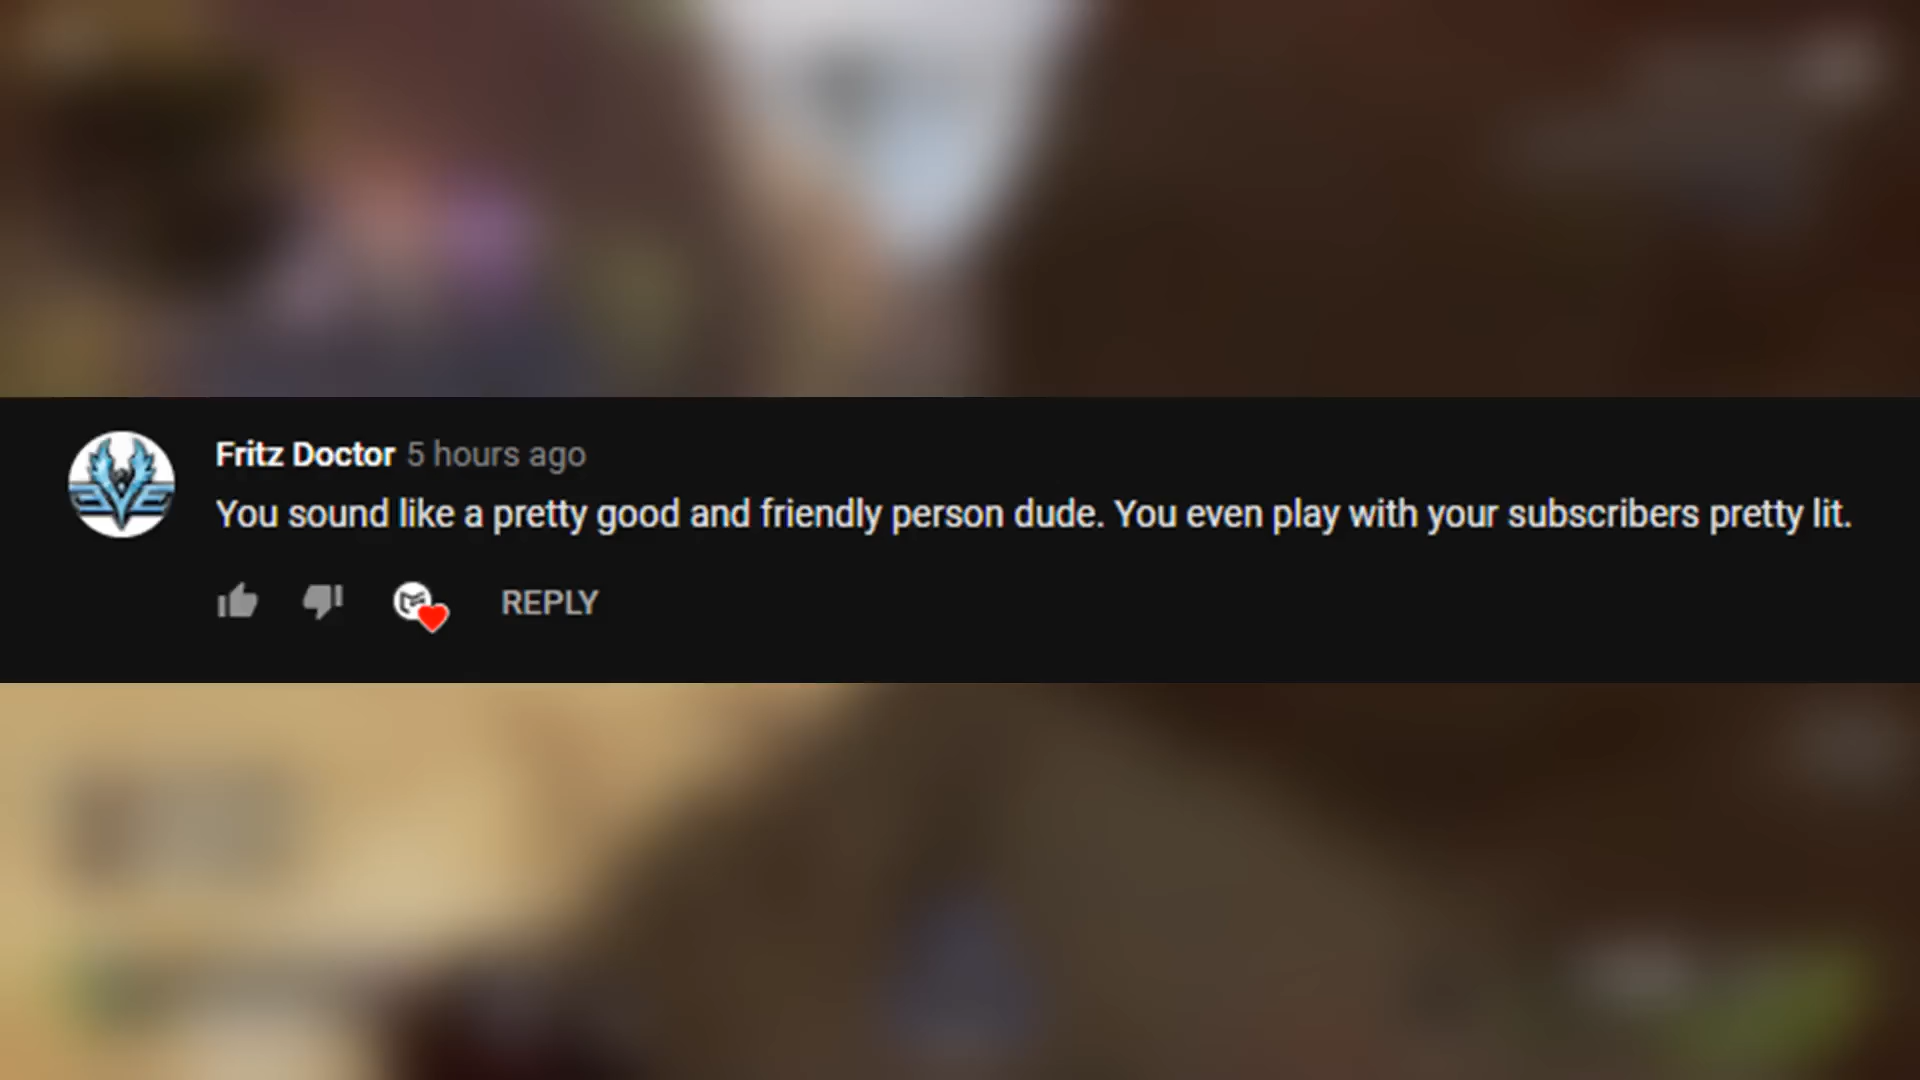 Fritz Doctor 5 hours ago
You sound like a pretty good and friendly person dude. You even play with your subscribers pretty lit.
REPLY